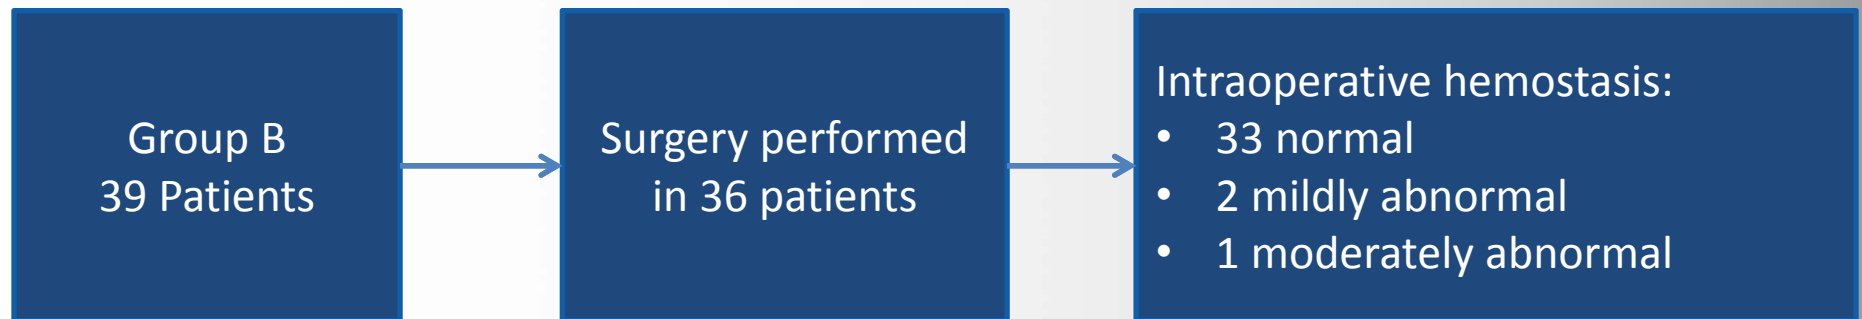 Group B
39 Patients
Surgery performed
in 36 patients
Intraoperative hemostasis:
• 33 normal
• 2 mildly abnormal
• 1 moderately abnormal